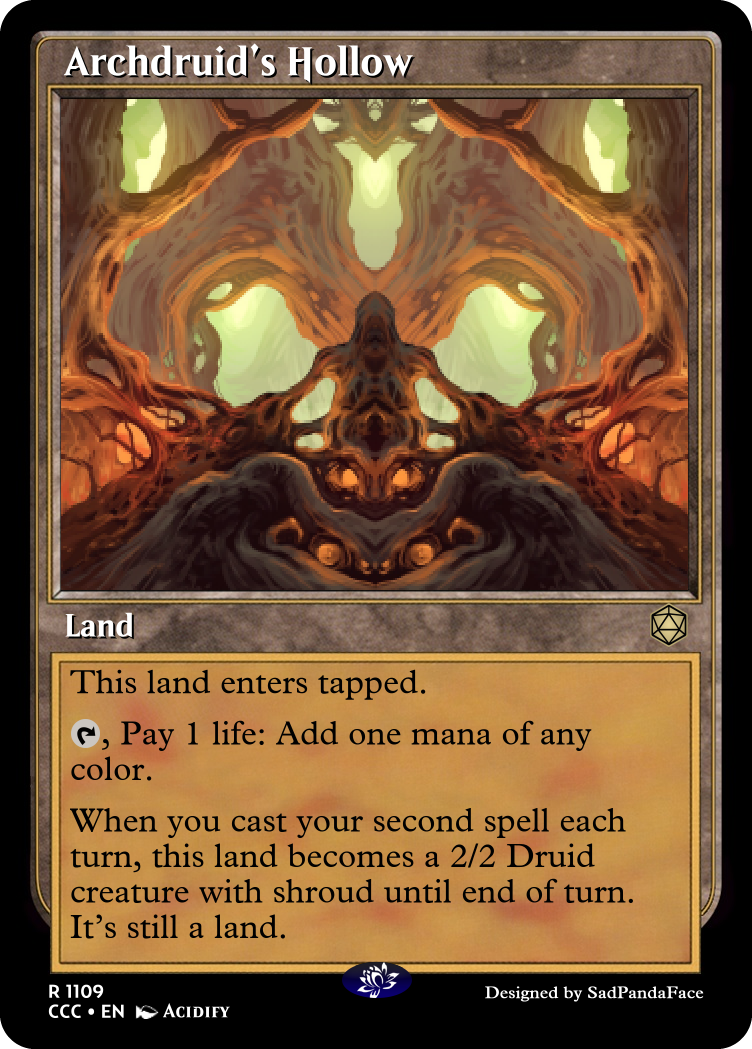 Archdruid's Hollow
Land
This land enters tapped.
, Pay 1 life: Add one mana of any
color.
When you cast your second spell each
turn, this land becomes a 2/2 Druid
creature with shroud until end of turn.
It's still a land.
R 1109
CCC • EN Acidify
Designed by SadPandaFace